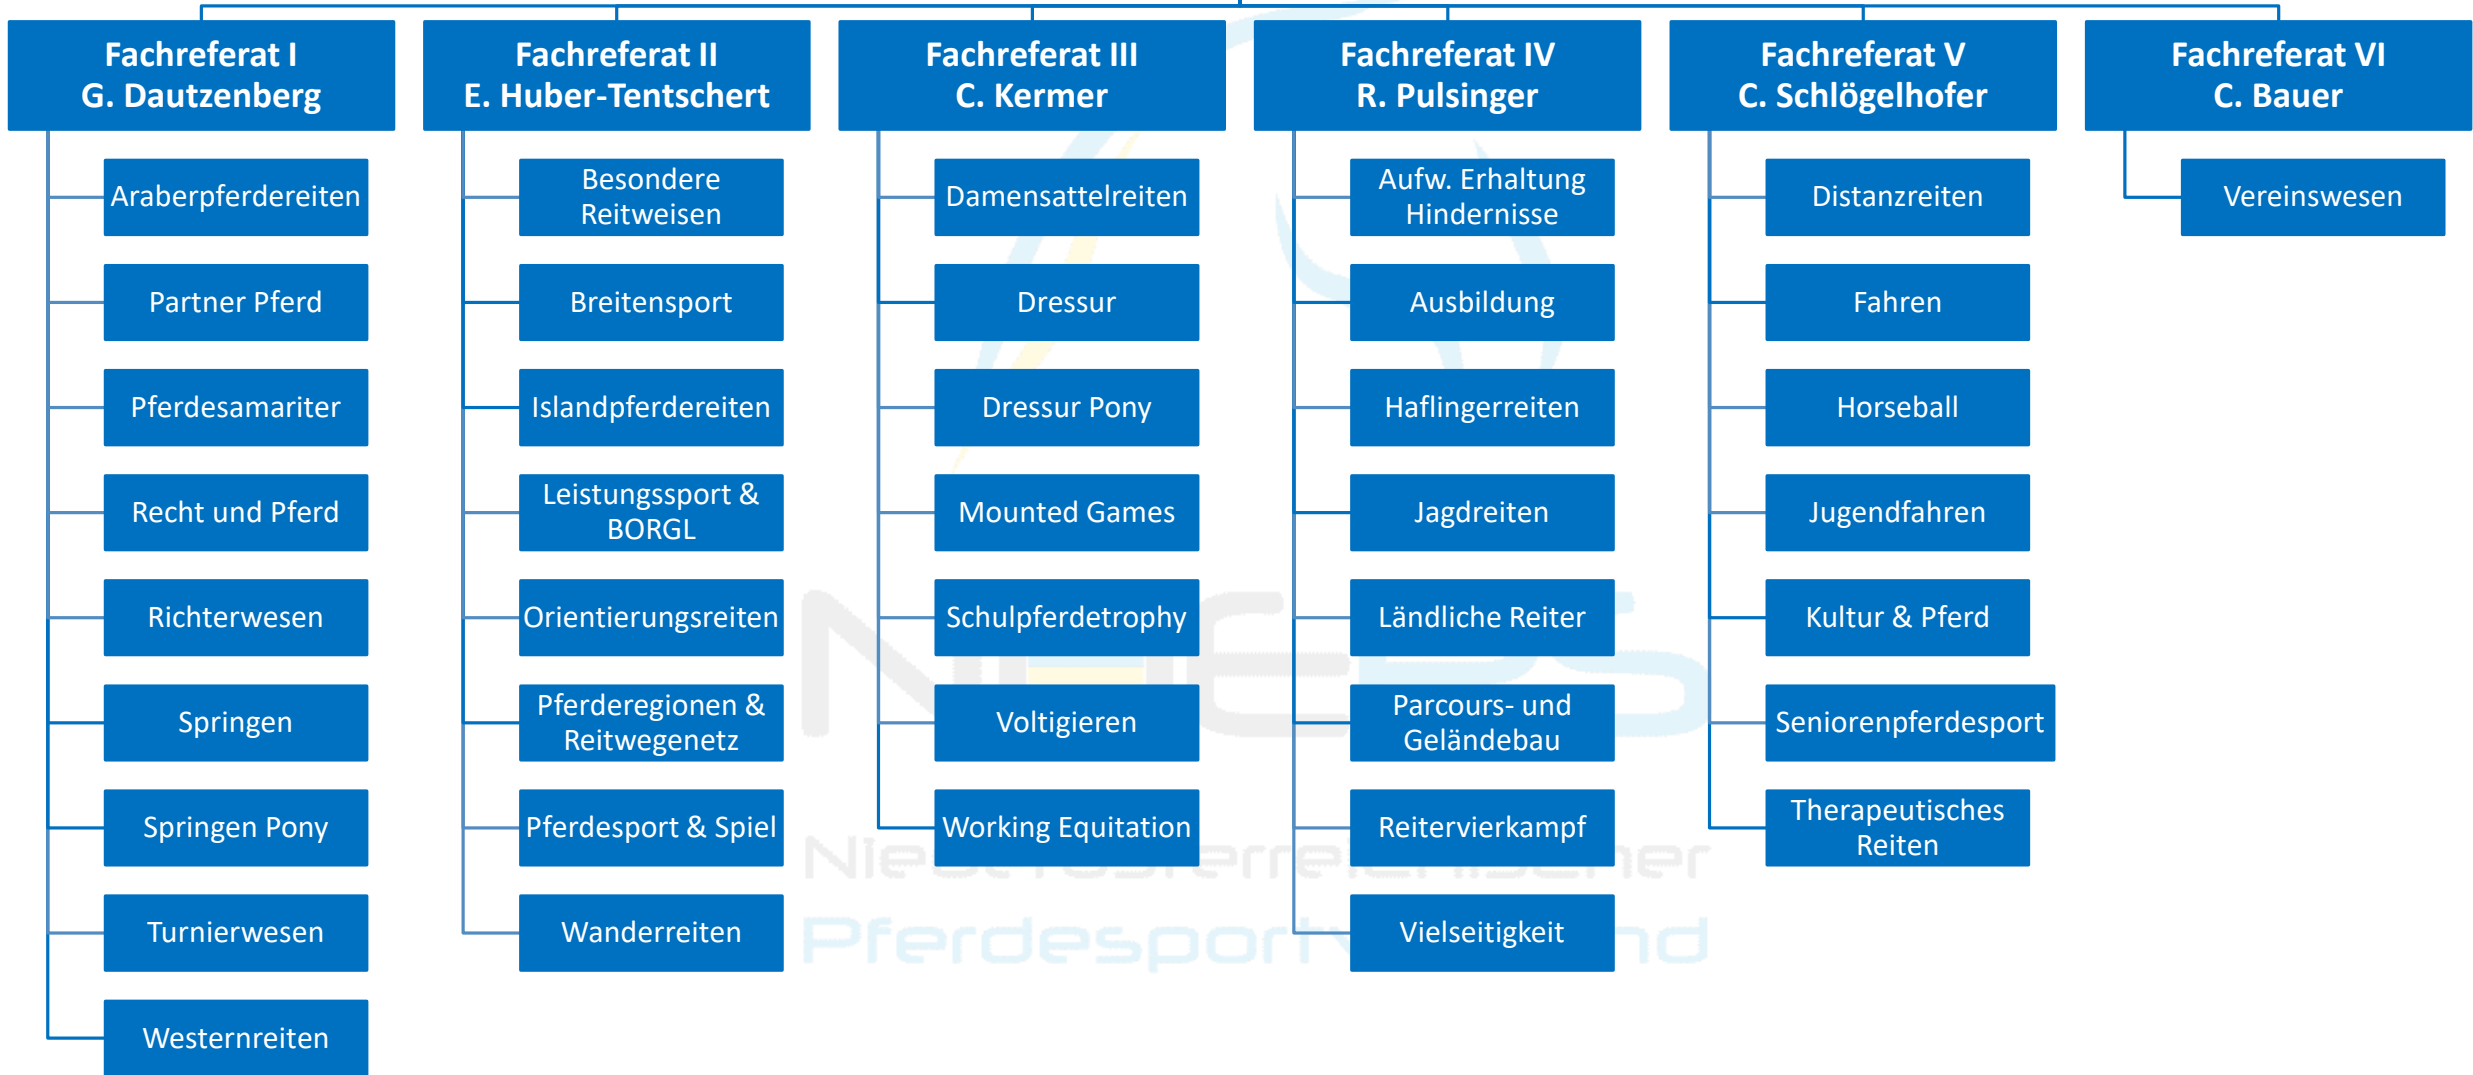 Fachreferat I
G. Dautzenberg
Araberpferdereiten
Partner Pferd
Pferdesamariter
Recht und Pferd
Richterwesen
Springen
Springen Pony
Turnierwesen
Westernreiten
Fachreferat II
E. Huber-Tentschert
Besondere
Reitweisen
Breitensport
Islandpferdereiten
Leistungssport &
BORGL
Orientierungsreiten
Pferderegionen &
Reitwegenetz
Pferdesport & Spiel
Wanderreiten
Fachreferat III
C. Kermer
Damensattelreiten
Dressur
Dressur Pony
Mounted Games
Schulpferdetrophy
Voltigieren
Working Equitation
Fachreferat IV
R. Pulsinger
Aufw. Erhaltung
Hindernisse
Ausbildung
Haflingerreiten
Jagdreiten
Ländliche Reiter
Parcours- und
Geländebau
Reitervierkampf
Vielseitigkeit
Fachreferat V
C. Schlögelhofer
Distanzreiten
Fahren
Horseball
Jugendfahren
Kultur & Pferd
Seniorenpferdesport
Therapeutisches
Reiten
Fachreferat VI
C. Bauer
Vereinswesen